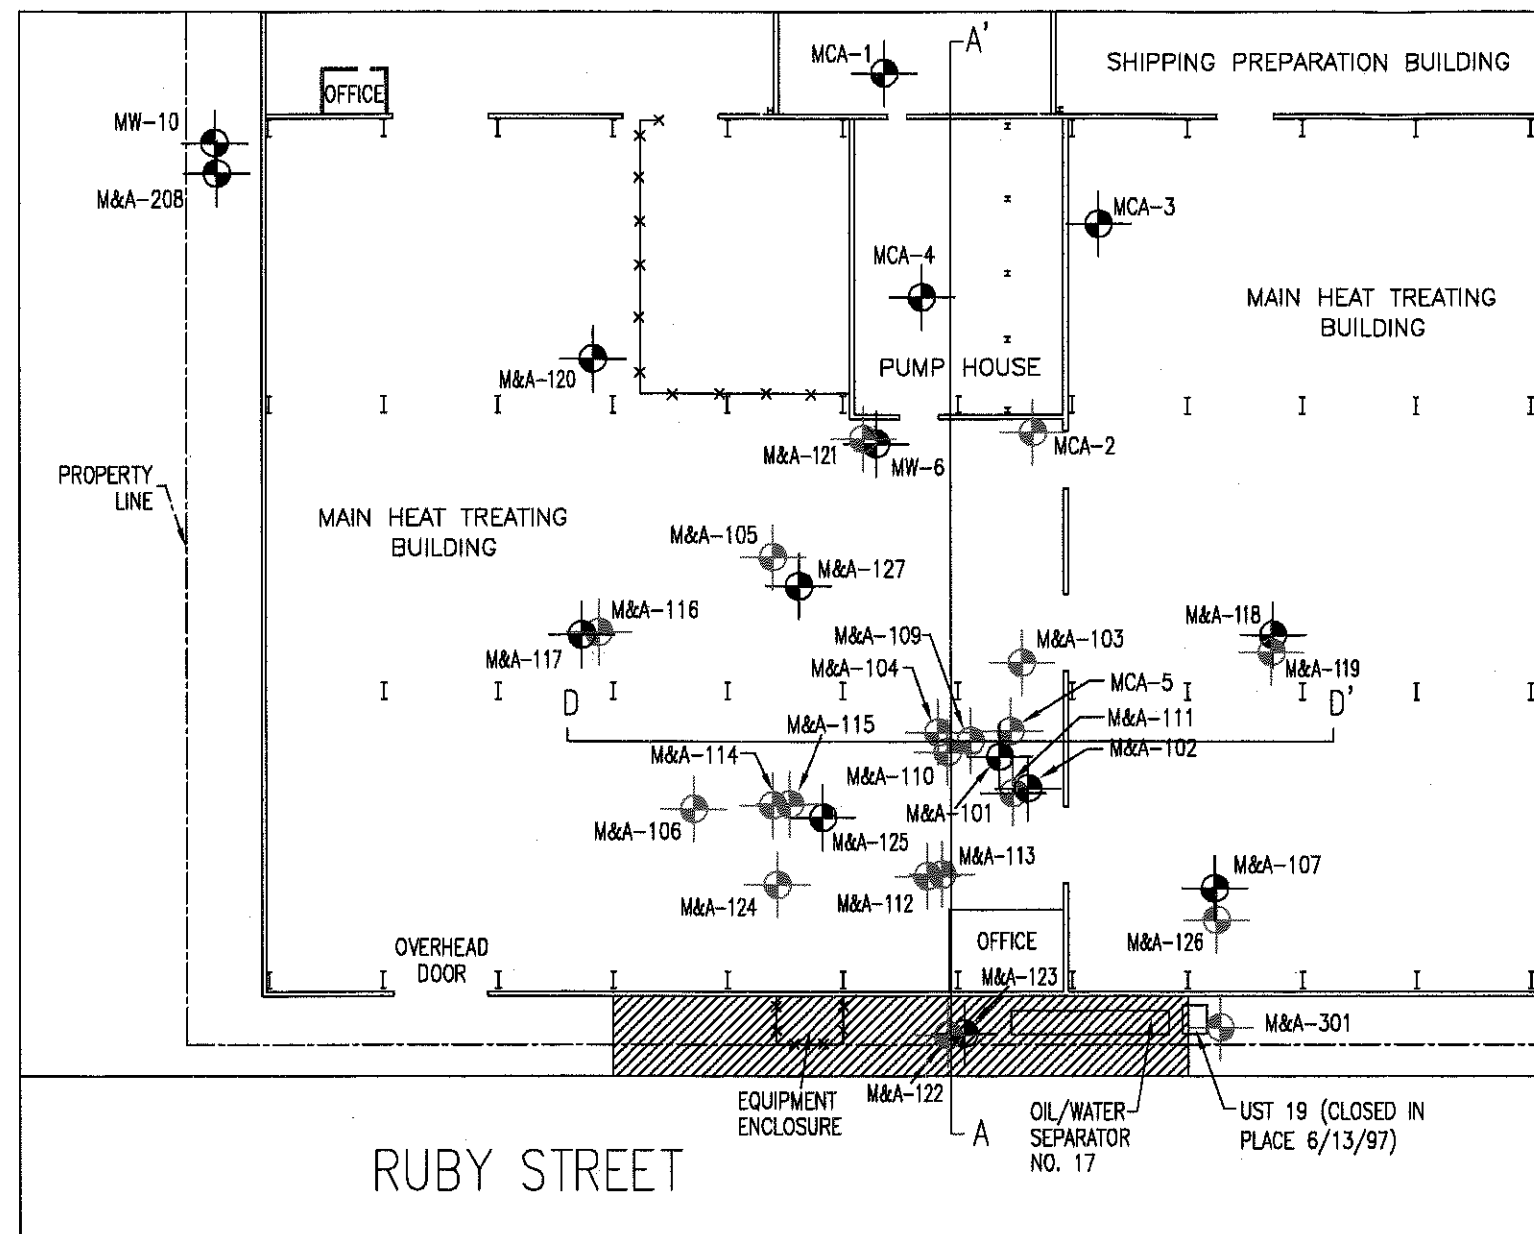 A'
MCA-1
SHIPPING PREPARATION BUILDING
OFFICE
MW-10
M&A-208
MCA-3
MCA-4
MAIN HEAT TREATING
BUILDING
PUMP HOUSE
M&A-120
M&A-121
MW-6
MCA-2
PROPERTY
LINE
MAIN HEAT TREATING
BUILDING
M&A-105
M&A-127
M&A-116
M&A-117
M&A-109
M&A-103
M&A-118
M&A-104
M&A-119
MCA-5
D
D'
M&A-115
M&A-111
M&A-114
M&A-102
M&A-110
M&A-101
M&A-106
M&A-125
M&A-113
M&A-107
M&A-124
M&A-112
M&A-126
OVERHEAD
DOOR
OFFICE
M&A-123
M&A-301
M&A-122
EQUIPMENT
ENCLOSURE
A
OIL/WATER
SEPARATOR
NO. 17
UST 19 (CLOSED IN
PLACE 6/13/97)
RUBY STREET